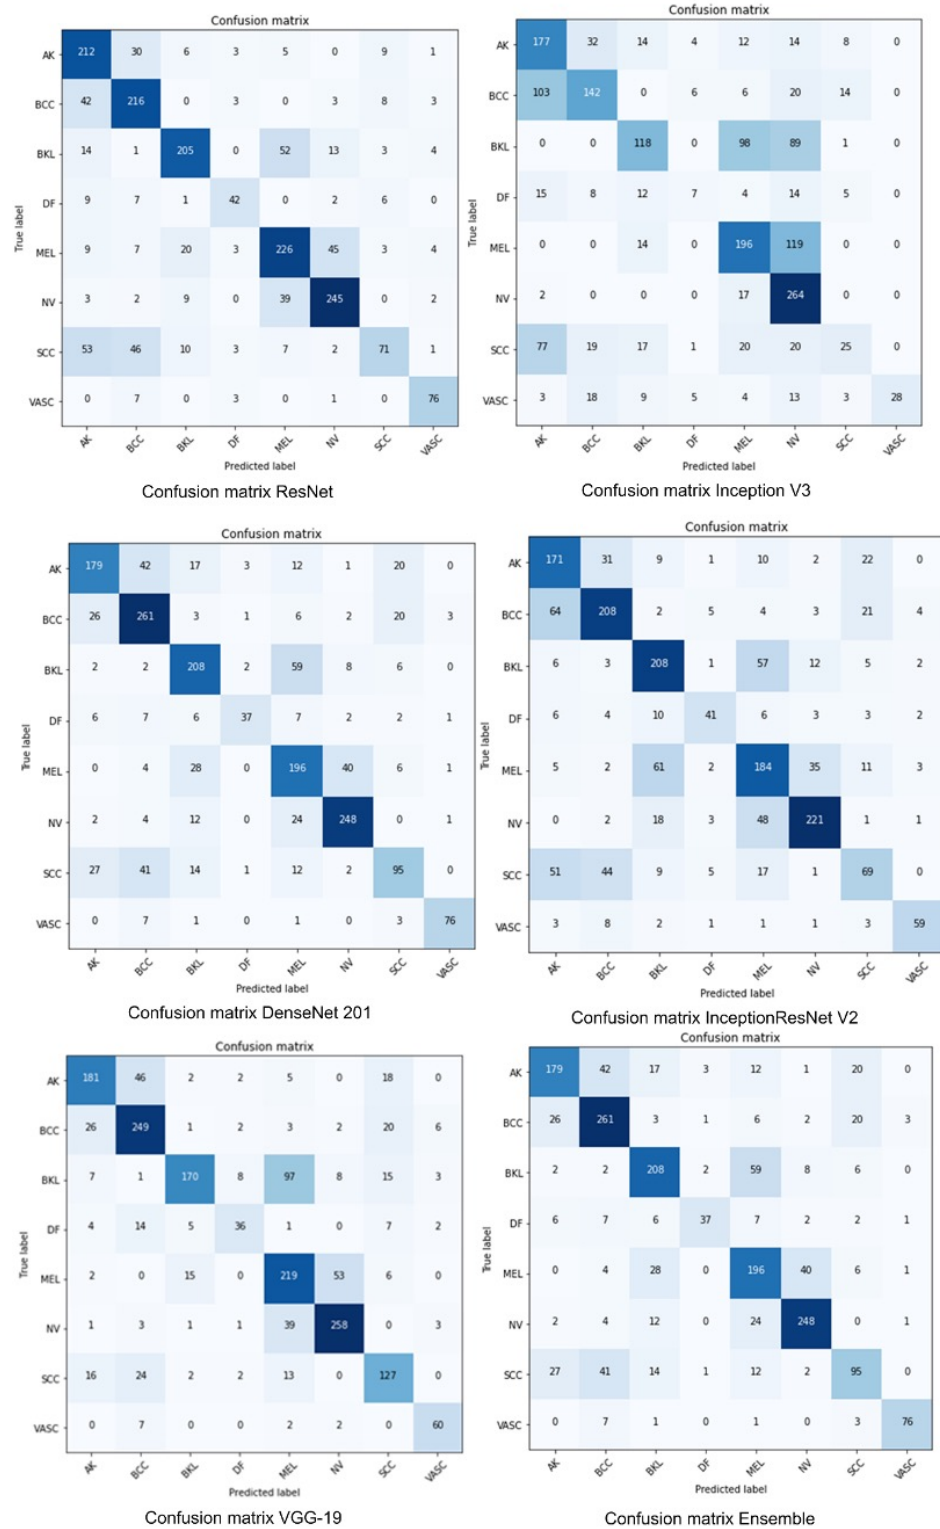 Confusion matrix
AK 212 30 6 3 5 0 9 1
BCC 42 216 0 3 0 3 8 3
BKL 14 1 205 0 52 13 3 4
DF 9 7 1 42 0 2 6 0
MEL 9 7 20 3 226 45 3 4
NV 3 2 9 0 39 245 0 2
SCC 53 46 10 3 7 2 71 1
VASC 0 7 0 3 0 1 0 76
True label
AK BCC BKL DF MEL NV SCC VASC
Predicted label
Confusion matrix ResNet
Confusion matrix
AK 177 32 14 4 12 14 8 0
BCC 103 142 0 6 6 20 14 0
BKL 0 0 118 0 98 89 1 0
DF 15 8 12 7 4 14 5 0
MEL 0 0 14 0 196 119 0 0
NV 2 0 0 0 17 264 0 0
SCC 77 19 17 1 20 20 25 0
VASC 3 18 9 5 4 13 3 28
True label
AK BCC BKL DF MEL NV SCC VASC
Predicted label
Confusion matrix Inception V3
Confusion matrix
AK 179 42 17 3 12 1 20 0
BCC 26 261 3 1 6 2 20 3
BKL 2 2 208 2 59 8 6 0
DF 6 7 6 37 7 2 2 1
MEL 0 4 28 0 196 40 6 1
NV 2 4 12 0 24 248 0 1
SCC 27 41 14 1 12 2 95 0
VASC 0 7 1 0 1 0 3 76
True label
AK BCC BKL DF MEL NV SCC VASC
Predicted label
Confusion matrix DenseNet 201
Confusion matrix
AK 171 31 9 1 10 2 22 0
BCC 64 208 2 5 4 3 21 4
BKL 6 3 208 1 57 12 5 2
DF 6 4 10 41 6 3 3 2
MEL 5 2 61 2 184 35 11 3
NV 0 2 18 3 48 221 1 1
SCC 51 44 9 5 17 1 69 0
VASC 3 8 2 1 1 1 3 59
True label
AK BCC BKL DF MEL NV SCC VASC
Predicted label
Confusion matrix InceptionResNet V2
Confusion matrix
AK 181 46 2 2 5 0 18 0
BCC 26 249 1 2 3 2 20 6
BKL 7 1 170 8 97 8 15 3
DF 4 14 5 36 1 0 7 2
MEL 2 0 15 0 219 53 6 0
NV 1 3 1 1 39 258 0 3
SCC 16 24 2 2 13 0 127 0
VASC 0 7 0 0 2 2 0 60
True label
AK BCC BKL DF MEL NV SCC VASC
Predicted label
Confusion matrix VGG-19
Confusion matrix
AK 179 42 17 3 12 1 20 0
BCC 26 261 3 1 6 2 20 3
BKL 2 2 208 2 59 8 6 0
DF 6 7 6 37 7 2 2 1
MEL 0 4 28 0 196 40 6 1
NV 2 4 12 0 24 248 0 1
SCC 27 41 14 1 12 2 95 0
VASC 0 7 1 0 1 0 3 76
True label
AK BCC BKL DF MEL NV SCC VASC
Predicted label
Confusion matrix Ensemble